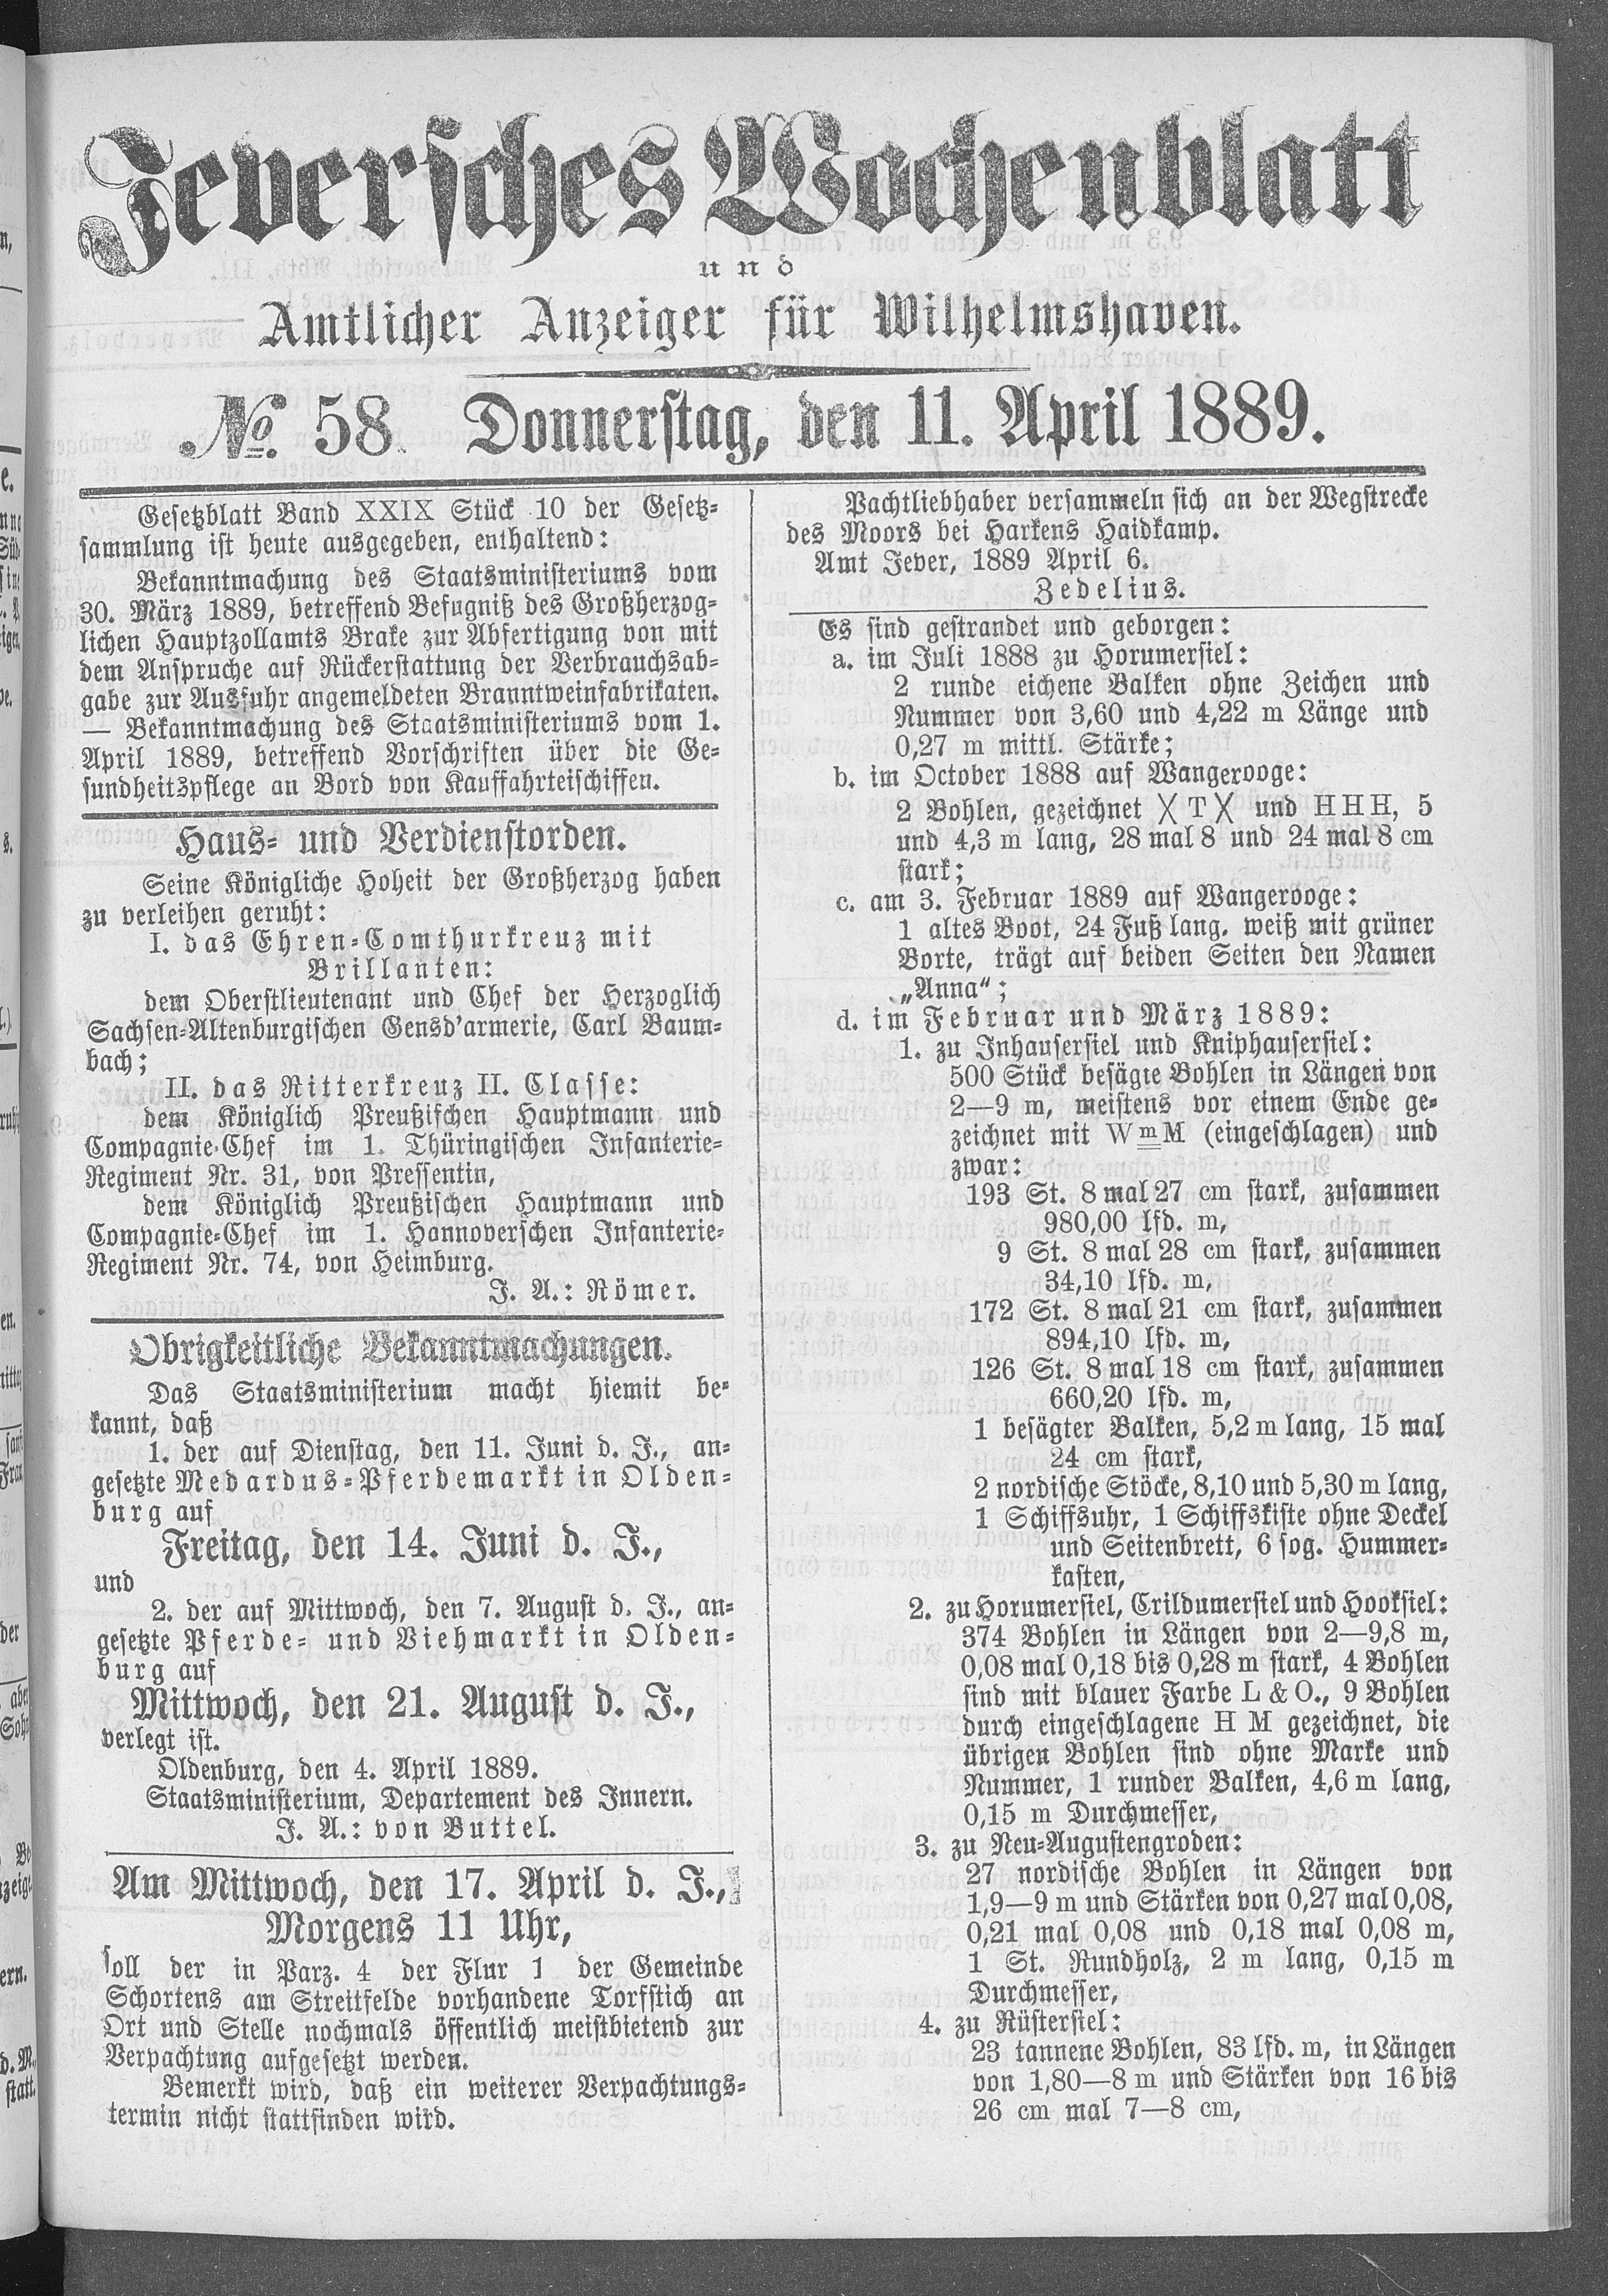 Jeversches Wochenblatt
und
Amtlicher Anzeiger für Wilhelmshaven.
No. 58. Donnerstag, den 11. April 1889.
Gesetzblatt Band XXIX Stück 10 der Gesetz-
sammlung ist heute ausgegeben, enthaltend:
Bekanntmachung des Staatsministeriums vom
30. März 1889, betreffend Befugniß des Großherzog-
lichen Hauptzollamts Brake zur Abfertigung von mit
dem Anspruche auf Rückerstattung der Verbrauchsab-
gabe zur Ausfuhr angemeldeten Branntweinfabrikaten.
— Bekanntmachung des Staatsministeriums vom 1.
April 1889, betreffend Vorschriften über die Ge-
sundheitspflege an Bord von Kauffahrteischiffen.
Haus- und Verdienstorden.
Seine Königliche Hoheit der Großherzog haben
zu verleihen geruht:
I. das Ehren-Comthurkreuz mit
Brillanten:
dem Oberstlieutenant und Chef der Herzoglich
Sachsen-Altenburgischen Gensd'armerie, Carl Baum-
bach;
II. das Ritterkreuz II. Classe:
dem Königlich Preußischen Hauptmann und
Compagnie-Chef im 1. Thüringischen Infanterie-
Regiment Nr. 31, von Pressentin,
dem Königlich Preußischen Hauptmann und
Compagnie-Chef im 1. Hannoverschen Infanterie-
Regiment Nr. 74, von Heimburg.
J. A.: Römer.
Obrigkeitliche Bekanntmachungen.
Das Staatsministerium macht hiemit be-
kannt, daß
1. der auf Dienstag, den 11. Juni d. J., an-
gesetzte Medardus-Pferdemarkt in Olden-
burg auf
Freitag, den 14. Juni d. J.,
und
2. der auf Mittwoch, den 7. August d. J., an-
gesetzte Pferde- und Viehmarkt in Olden-
burg auf
Mittwoch, den 21. August d. J.,
verlegt ist.
Oldenburg, den 4. April 1889.
Staatsministerium, Departement des Innern.
J. A.: von Buttel.
Am Mittwoch, den 17. April d. J.,
Morgens 11 Uhr,
soll der in Parz. 4 der Flur 1 der Gemeinde
Schortens am Streitfelde vorhandene Torfstich an
Ort und Stelle nochmals öffentlich meistbietend zur
Verpachtung aufgesetzt werden.
Bemerkt wird, daß ein weiterer Verpachtungs-
termin nicht stattfinden wird.
Pachtliebhaber versammeln sich an der Wegstrecke
des Moors bei Harkens Haidkamp.
Amt Jever, 1889 April 6.
Zedelius.
Es sind gestrandet und geborgen:
a. im Juli 1888 zu Horumersiel:
2 runde eichene Balken ohne Zeichen und
Nummer von 3,60 und 4,22 m Länge und
0,27 m mittl. Stärke;
b. im October 1888 auf Wangerooge:
2 Bohlen, gezeichnet X T X und HHH, 5
und 4,3 m lang, 28 mal 8 und 24 mal 8 cm
stark;
c. am 3. Februar 1889 auf Wangerooge:
1 altes Boot, 24 Fuß lang. weiß mit grüner
Borte, trägt auf beiden Seiten den Namen
„Anna“;
d. im Februar und März 1889:
1. zu Inhausersiel und Kniphausersiel:
500 Stück besägte Bohlen in Längen von
2—9 m, meistens vor einem Ende ge-
zeichnet mit W m M (eingeschlagen) und
zwar:
193 St. 8 mal 27 cm stark, zusammen
980,00 lfd. m,
9 St. 8 mal 28 cm stark, zusammen
34,10 lfd. m,
172 St. 8 mal 21 cm stark, zusammen
894,10 lfd. m,
126 St. 8 mal 18 cm stark, zusammen
660,20 lfd. m,
1 besägter Balken, 5,2 m lang, 15 mal
24 cm stark,
2 nordische Stöcke, 8,10 und 5,30 m lang,
1 Schiffsuhr, 1 Schiffskiste ohne Deckel
und Seitenbrett, 6 sog. Hummer-
kasten,
2. zu Horumersiel, Crildumersiel und Hooksiel:
374 Bohlen in Längen von 2—9,8 m,
0,08 mal 0,18 bis 0,28 m stark, 4 Bohlen
sind mit blauer Farbe L & O., 9 Bohlen
durch eingeschlagene H M gezeichnet, die
übrigen Bohlen sind ohne Marke und
Nummer, 1 runder Balken, 4,6 m lang,
0,15 m Durchmesser,
3. zu Neu-Augustengroden:
27 nordische Bohlen in Längen von
1,9—9 m und Stärken von 0,27 mal 0,08,
0,21 mal 0,08 und 0,18 mal 0,08 m,
1 St. Rundholz, 2 m lang, 0,15 m
Durchmesser,
4. zu Rüstersiel:
23 tannene Bohlen, 83 lfd. m, in Längen
von 1,80—8 m und Stärken von 16 bis
26 cm mal 7—8 cm,